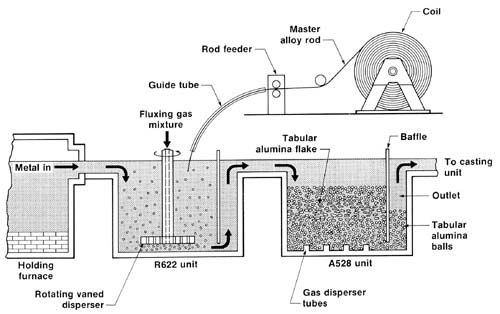 Coil
Master
alloy rod
Rod feeder
Guide tube
Fluxing gas
mixture
Tabular
alumina flake
Baffle
Metal in
To casting
unit
Outlet
Tabular
alumina
balls
Holding
furnace
R622 unit
A528 unit
Rotating vaned
disperser
Gas disperser
tubes